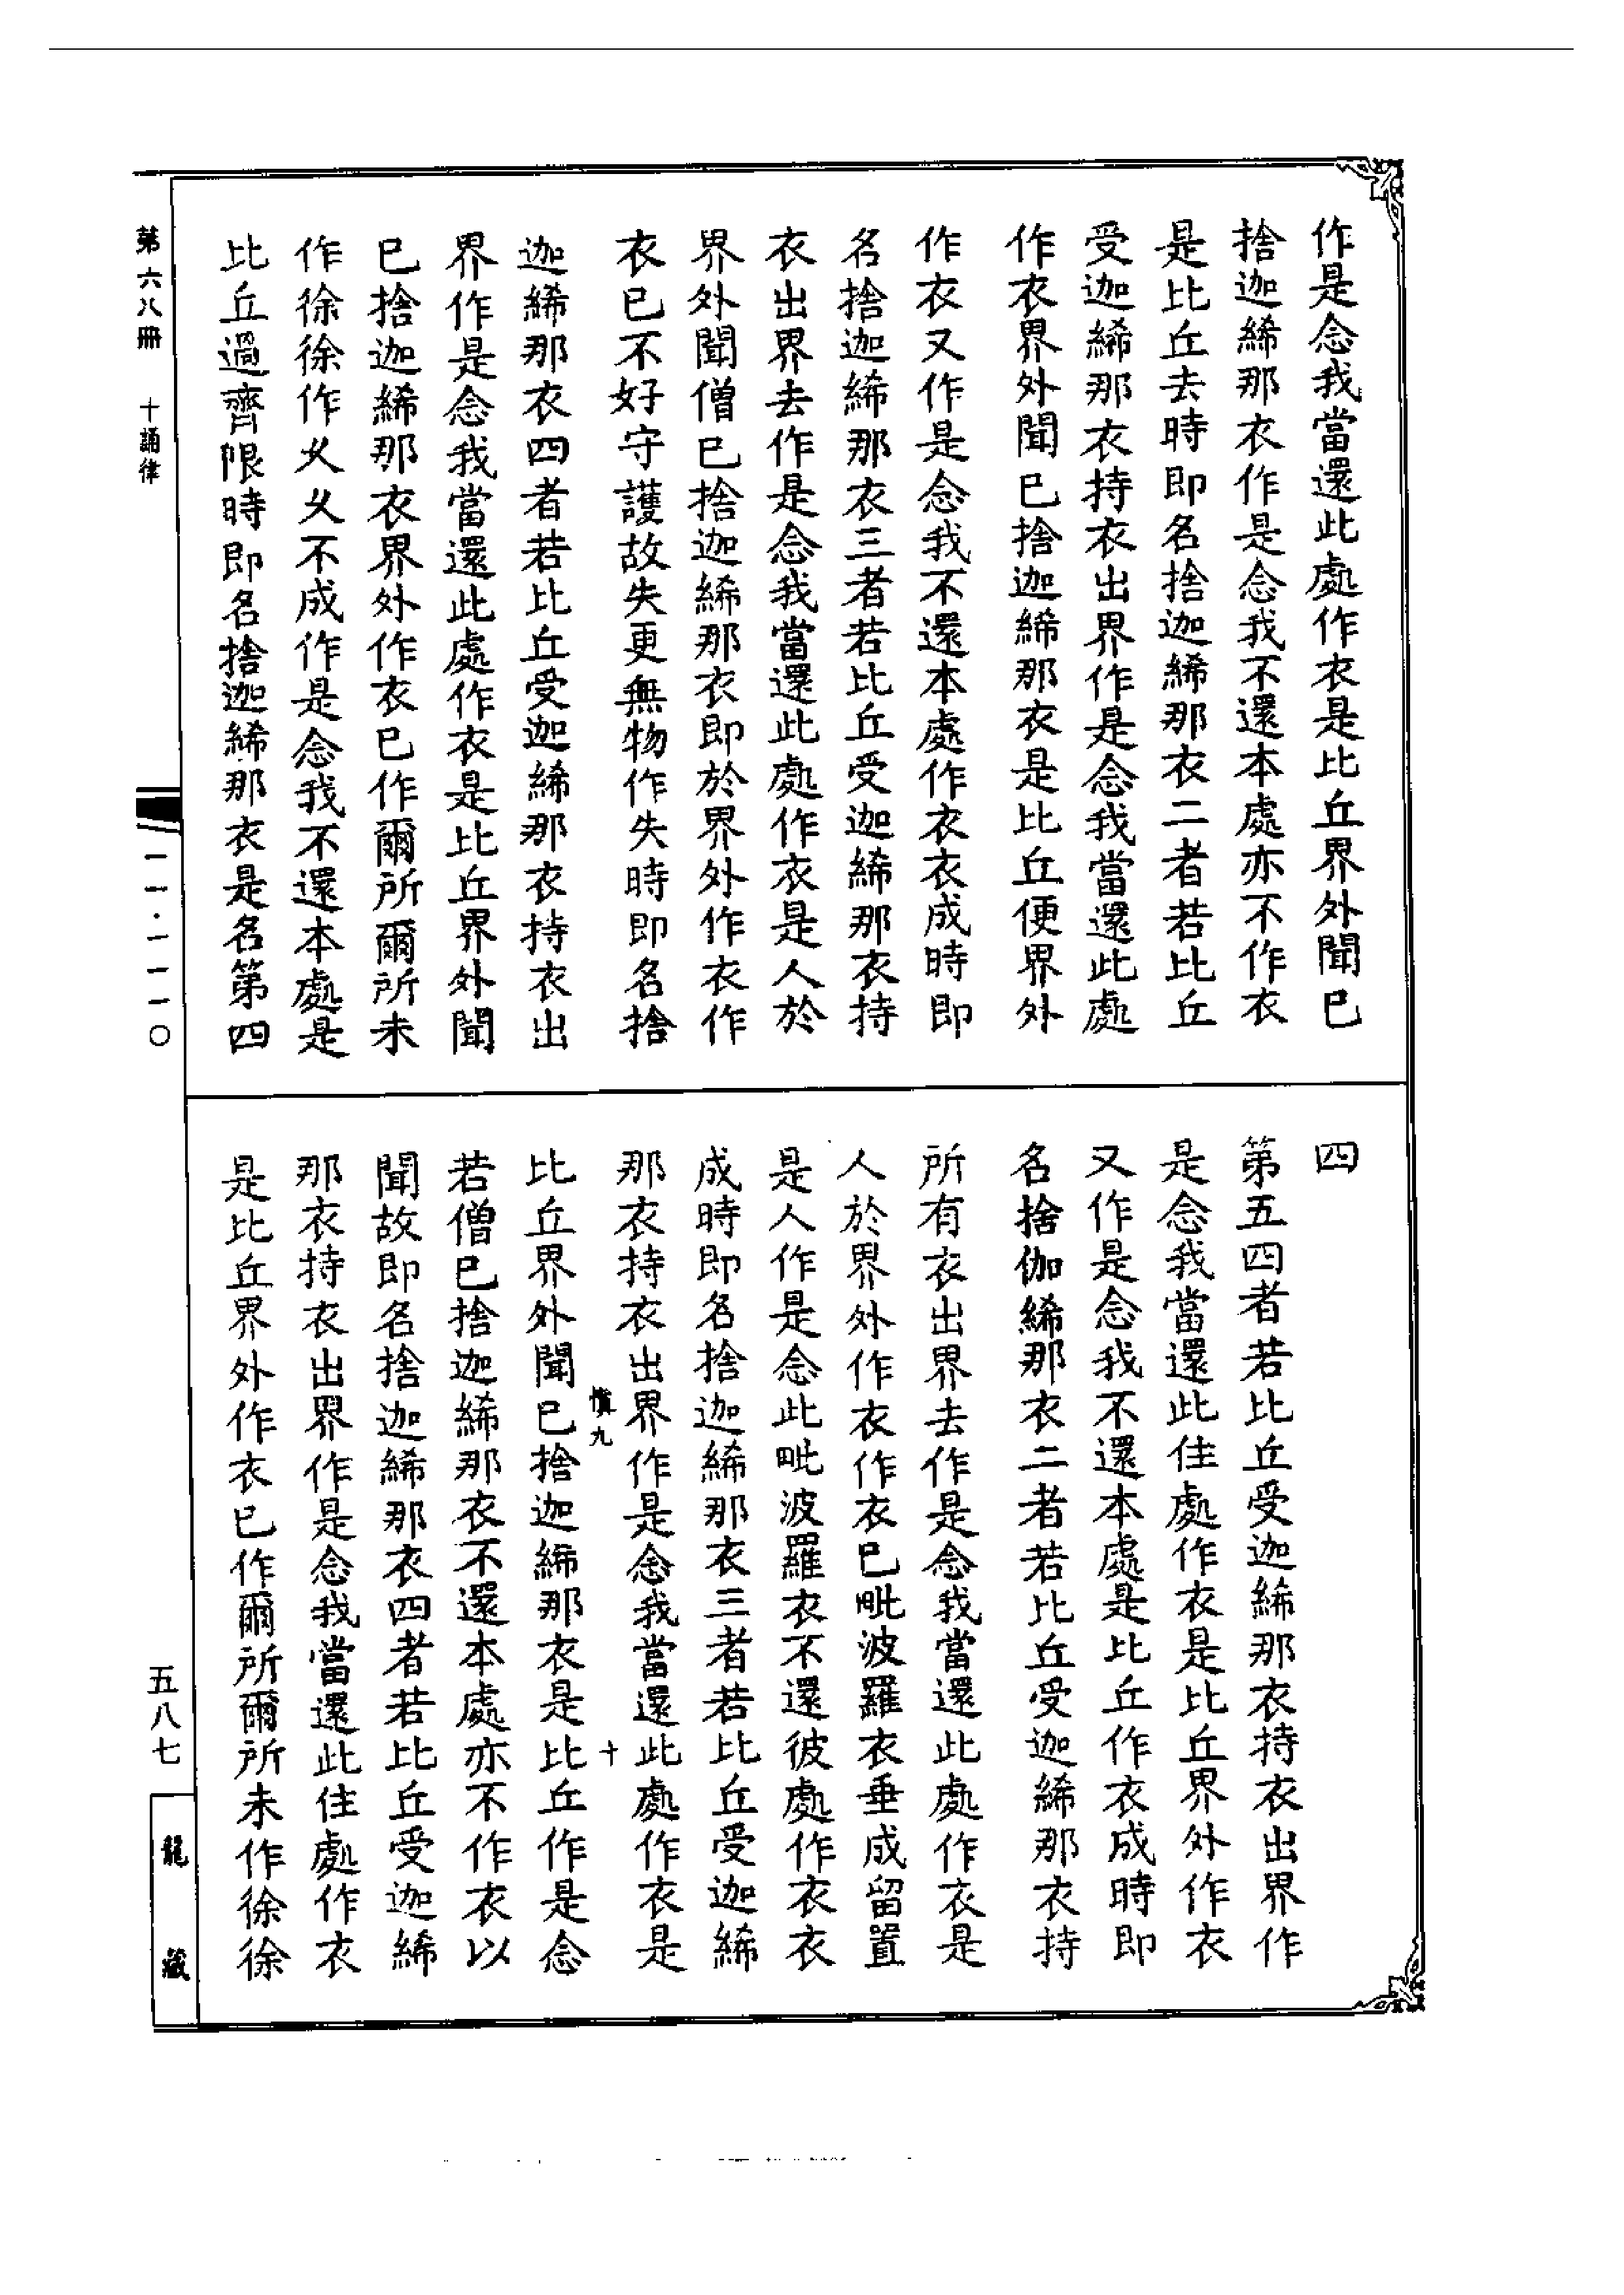 作是念我當還此處作衣是比丘界外聞已
捨迦絺那衣作是念我不還本處亦不作衣
是比丘去時即名捨迦絺那衣二者若比丘
受迦絺那衣持衣出界作是念我當還此處
作衣界外聞已捨迦絺那衣是比丘便界外
作衣又作是念我不還本處作衣衣成時即
名捨迦絺那衣三者若比丘受迦絺那衣持
衣出界去作是念我當還此處作衣是人於
界外聞僧已捨迦絺那衣即於界外作衣作
衣已不好守護故失更無物作失時即名捨
迦絺那衣四者若比丘受迦絺那衣持衣出
界作是念我當還此處作衣是比丘界外聞
已捨迦絺那衣界外作衣已作爾所爾所未
作徐徐作久久不成作是念我不還本處是
比丘過齊限時即名捨迦絺那衣是名第四
四
第五四者若比丘受迦絺那衣持衣出界作
是念我當還此住處作衣是比丘界外作衣
又作是念我不還本處是比丘作衣成時即
名捨伽絺那衣二者若比丘受迦絺那衣持
所有衣出界去作是念我當還此處作衣是
人於界外作衣作衣已毗波羅衣垂成留置
是人作是念此毗波羅衣不還彼處作衣衣
成時即名捨迦絺那衣三者若比丘受迦絺
那衣持衣出界作是念我當還此處作衣是
慎九 十
比丘界外聞已捨迦絺那衣是比丘作是念
若僧已捨迦絺那衣不還本處亦不作衣以
聞故即名捨迦絺那衣四者若比丘受迦絺
那衣持衣出界作是念我當還此住處作衣
是比丘界外作衣已作爾所爾所未作徐徐
第六八冊 十誦律
一一·一一一〇
五八七
龍藏